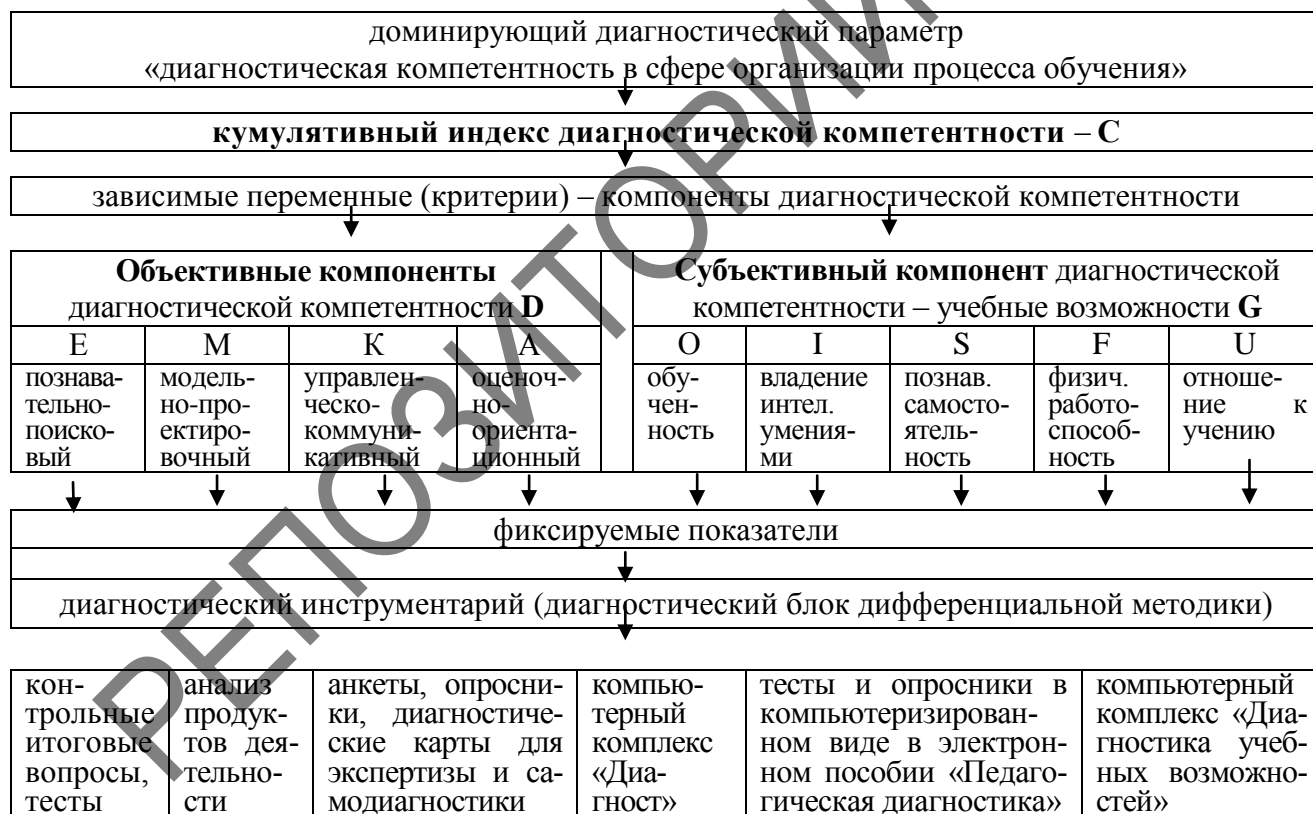 доминирующий диагностический параметр
«диагностическая компетентность в сфере организации процесса обучения»
кумулятивный индекс диагностической компетентности – С
зависимые переменные (критерии) – компоненты диагностической компетентности
Объективные компоненты
диагностической компетентности D
Е
М
К
А
познава-
тельно-
поиско-
вый
модель-
но-про-
ектиро-
вочный
управлен-
ческо-
коммуни-
кативный
оценоч-
но-
ориента-
ционный
Субъективный компонент диагностической
компетентности – учебные возможности G
O
I
S
F
U
обу-
чен-
ность
владение
интел.
умения-
ми
познав.
самосто-
ятель-
ность
физич.
работо-
способ-
ность
отноше-
ние к
учению
фиксируемые показатели
диагностический инструментарий (диагностический блок дифференциальной методики)
кон-
трольные
итоговые
вопросы,
тесты
анализ
продук-
тов дея-
тельно-
сти
анкеты, опросни-
ки, диагностиче-
ские карты для
экспертизы и са-
модиагностики
компью-
терный
комплекс
«Диа-
гност»
тесты и опросники в
компьютеризирован-
ном виде в электрон-
ном пособии «Педаго-
гическая диагностика»
компьютерный
комплекс «Диа-
гностика учеб-
ных возможно-
стей»
РЕПОЗИТОРИЙ